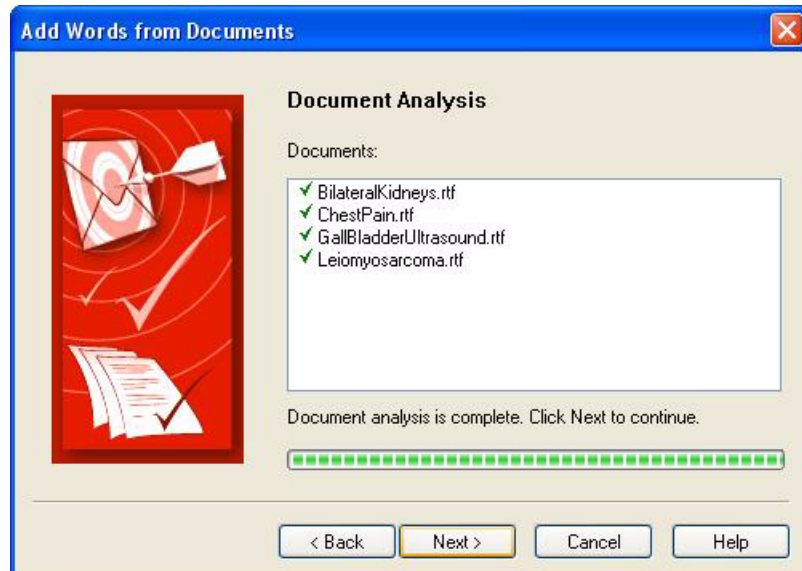 Add Words from Documents
Document Analysis
Documents:
BilateralKidneys.rtf
ChestPain.rtf
GallBladderUltrasound.rtf
Leiomyosarcoma.rtf
Document analysis is complete. Click Next to continue.
< Back Next > Cancel Help